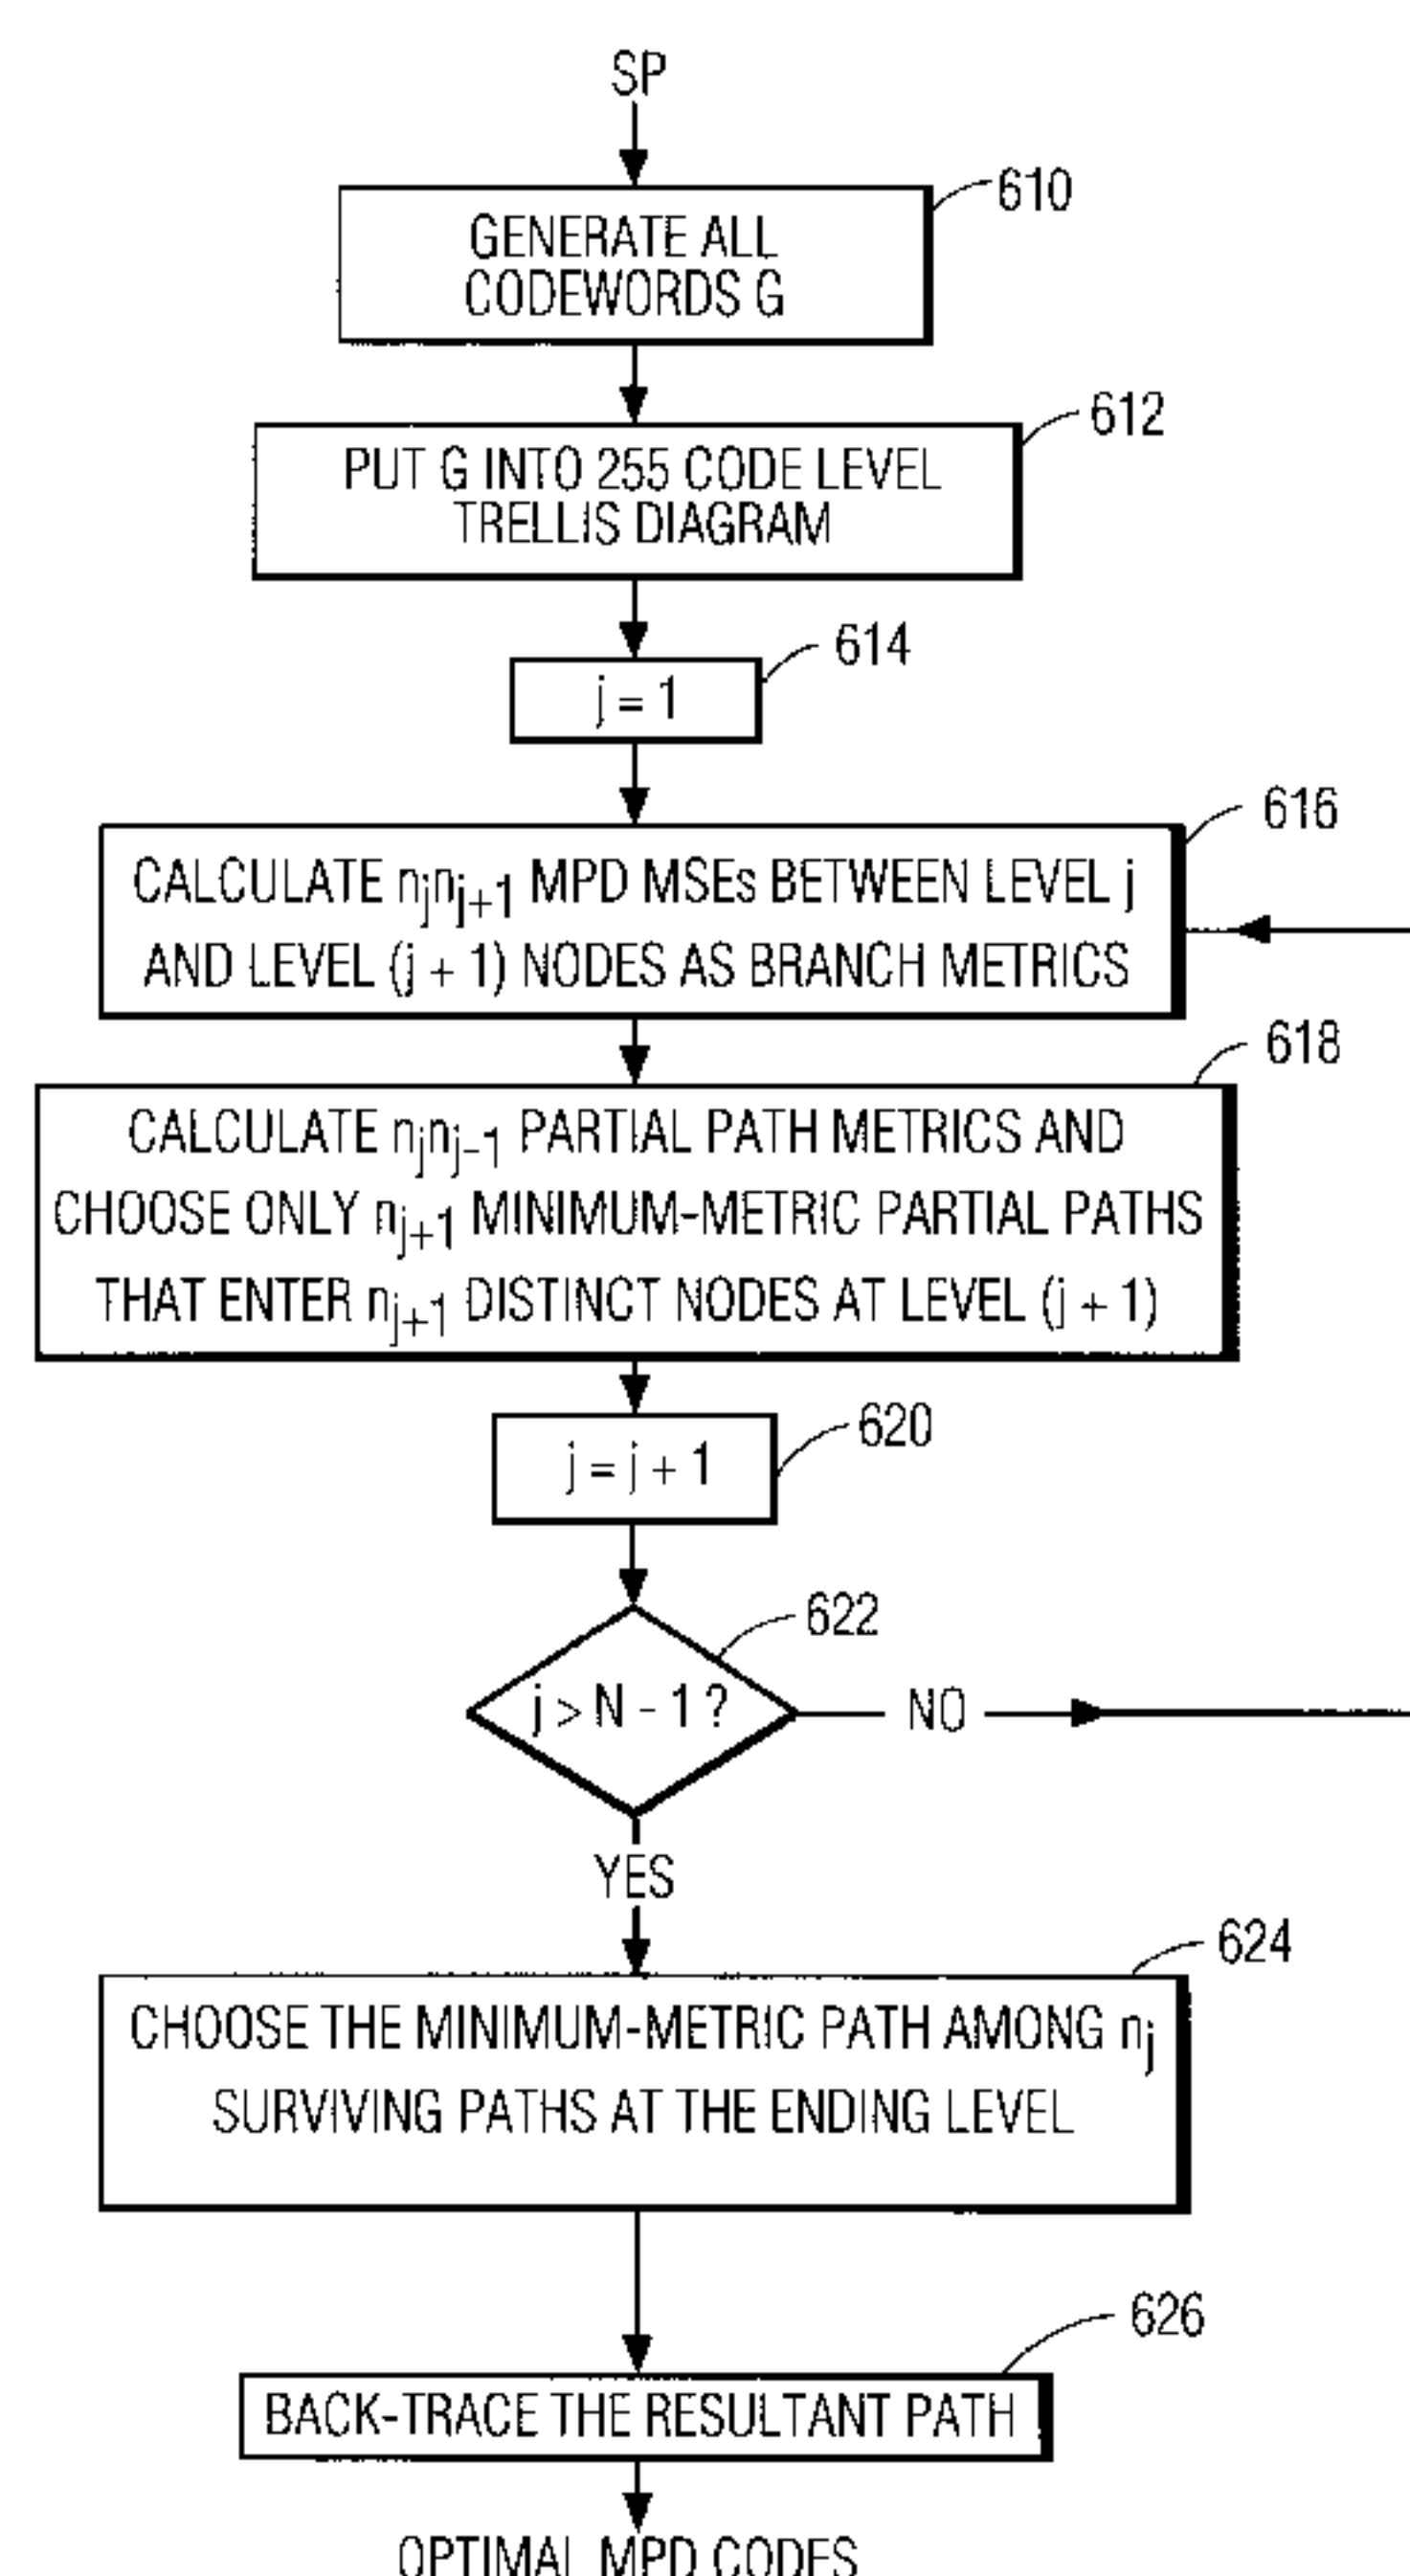 SP
610
GENERATE ALL
CODEWORDS G
612
PUT G INTO 255 CODE LEVEL
TRELLIS DIAGRAM
614
j = 1
616
CALCULATE njnj+1 MPD MSEs BETWEEN LEVEL j
AND LEVEL (j + 1) NODES AS BRANCH METRICS
618
CALCULATE njnj-1 PARTIAL PATH METRICS AND
CHOOSE ONLY nj+1 MINIMUM-METRIC PARTIAL PATHS
THAT ENTER nj+1 DISTINCT NODES AT LEVEL (j + 1)
620
j = j + 1
622
j > N - 1 ?
NO
YES
624
CHOOSE THE MINIMUM-METRIC PATH AMONG nj
SURVIVING PATHS AT THE ENDING LEVEL
626
BACK-TRACE THE RESULTANT PATH
OPTIMAL MPD CODES